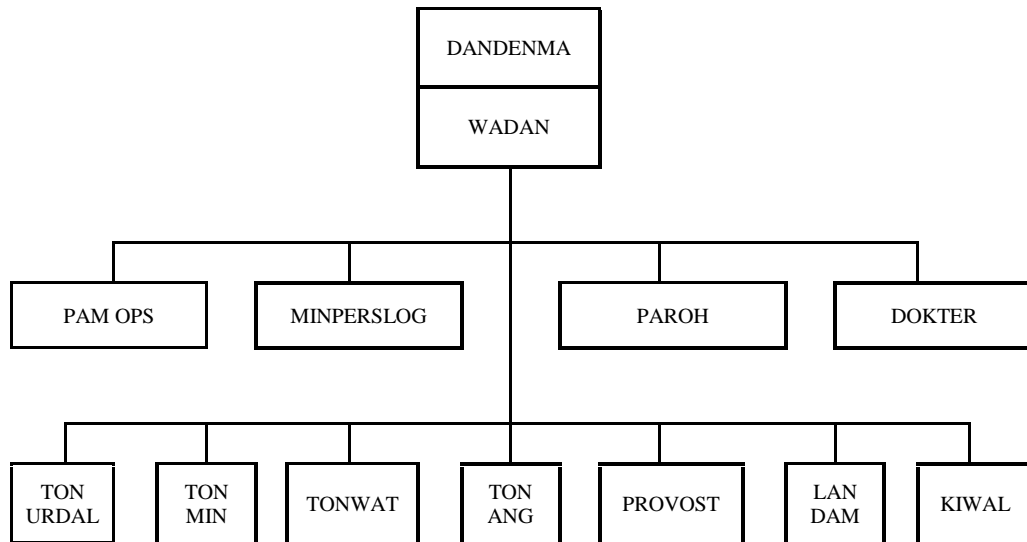 DANDENMA
WADAN
PAM OPS
MINPERSLOG
PAROH
DOKTER
TON
URDAL
TON
MIN
TONWAT
TON
ANG
PROVOST
LAN
DAM
KIWAL